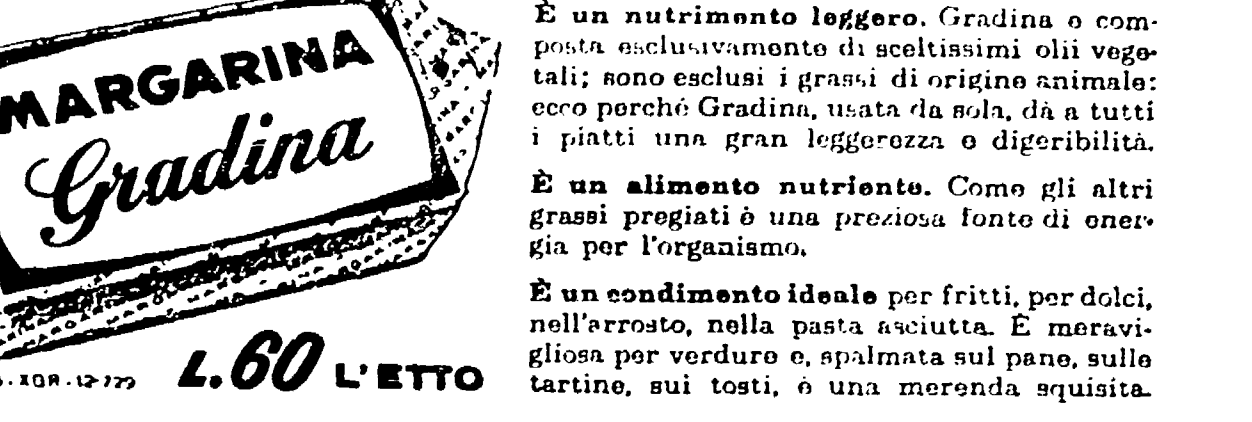 MARGARINA
Gradina
L.60 L'ETTO
È un nutrimento leggero. Gradina è com-
posta esclusivamente di sceltissimi olii vege-
tali; sono esclusi i grassi di origine animale:
ecco perché Gradina, usata da sola, dà a tutti
i piatti una gran leggerezza e digeribilità.
È un alimento nutriente. Come gli altri
grassi pregiati è una preziosa fonte di ener-
gia per l'organismo.
È un condimento ideale per fritti, per dolci,
nell'arrosto, nella pasta asciutta. È meravi-
gliosa per verdure e, spalmata sul pane, sulle
tartine, sui tosti, è una merenda squisita.